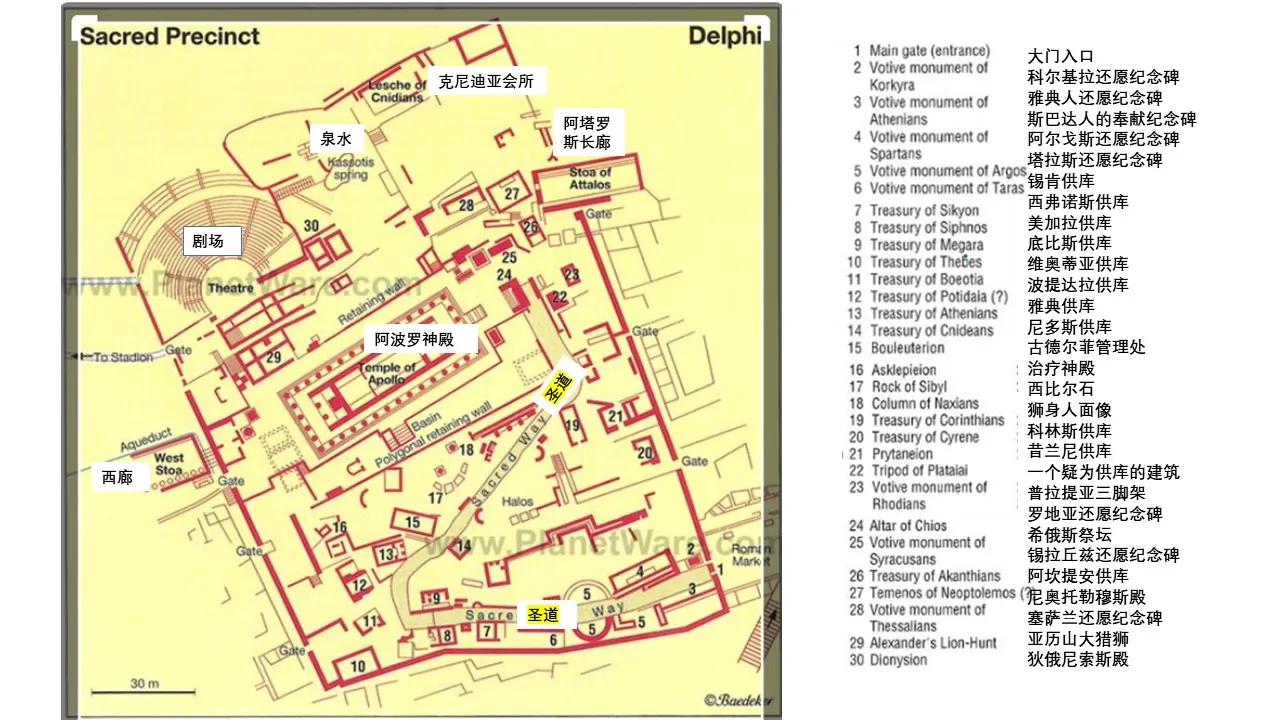 Sacred Precinct
Delphi
Lesche of
Cnidians
克尼迪亚会所
泉水
Kassotis
spring
阿塔罗
斯长廊
Stoa of
Attalos
Gate
27
28
26
30
25
24
23
22
剧场
Theatre
www.PlanetWare.com
Retaining wall
阿波罗神殿
Temple of
Apollo
Gate
Gate
To Stadion
29
圣道
Basin
Polygonal retaining wall
Sacred Way
21
19
20
Aqueduct
West
Stoa
西廊
Gate
Gate
18
17
Halos
16
15
14
13
12
www.PlanetWare.com
Gate
Roman
Market
2
1
4
3
9
5
圣道
Sacre
Way
11
8
7
6
5
5
Gate
10
30 m
©Baedeker
1 Main gate (entrance)
2 Votive monument of
Korkyra
3 Votive monument of
Athenians
4 Votive monument of
Spartans
5 Votive monument of Argos
6 Votive monument of Taras
7 Treasury of Sikyon
8 Treasury of Siphnos
9 Treasury of Megara
10 Treasury of Thebes
11 Treasury of Boeotia
12 Treasury of Potidaia (?)
13 Treasury of Athenians
14 Treasury of Cnideans
15 Bouleuterion
16 Asklepieion
17 Rock of Sibyl
18 Column of Naxians
19 Treasury of Corinthians
20 Treasury of Cyrene
21 Prytaneion
22 Tripod of Plataiai
23 Votive monument of
Rhodians
24 Altar of Chios
25 Votive monument of
Syracusans
26 Treasury of Akanthians
27 Temenos of Neoptolemos (?)
28 Votive monument of
Thessalians
29 Alexander's Lion-Hunt
30 Dionysion
大门入口
科尔基拉还愿纪念碑
雅典人还愿纪念碑
斯巴达人的奉献纪念碑
阿尔戈斯还愿纪念碑
塔拉斯还愿纪念碑
锡肯供库
西弗诺斯供库
美加拉供库
底比斯供库
维奥蒂亚供库
波提达拉供库
雅典供库
尼多斯供库
古德尔菲管理处
治疗神殿
西比尔石
狮身人面像
科林斯供库
昔兰尼供库
一个疑为供库的建筑
普拉提亚三脚架
罗地亚还愿纪念碑
希俄斯祭坛
锡拉丘兹还愿纪念碑
阿坎提安供库
尼奥托勒穆斯殿
塞萨兰还愿纪念碑
亚历山大猎狮
狄俄尼索斯殿